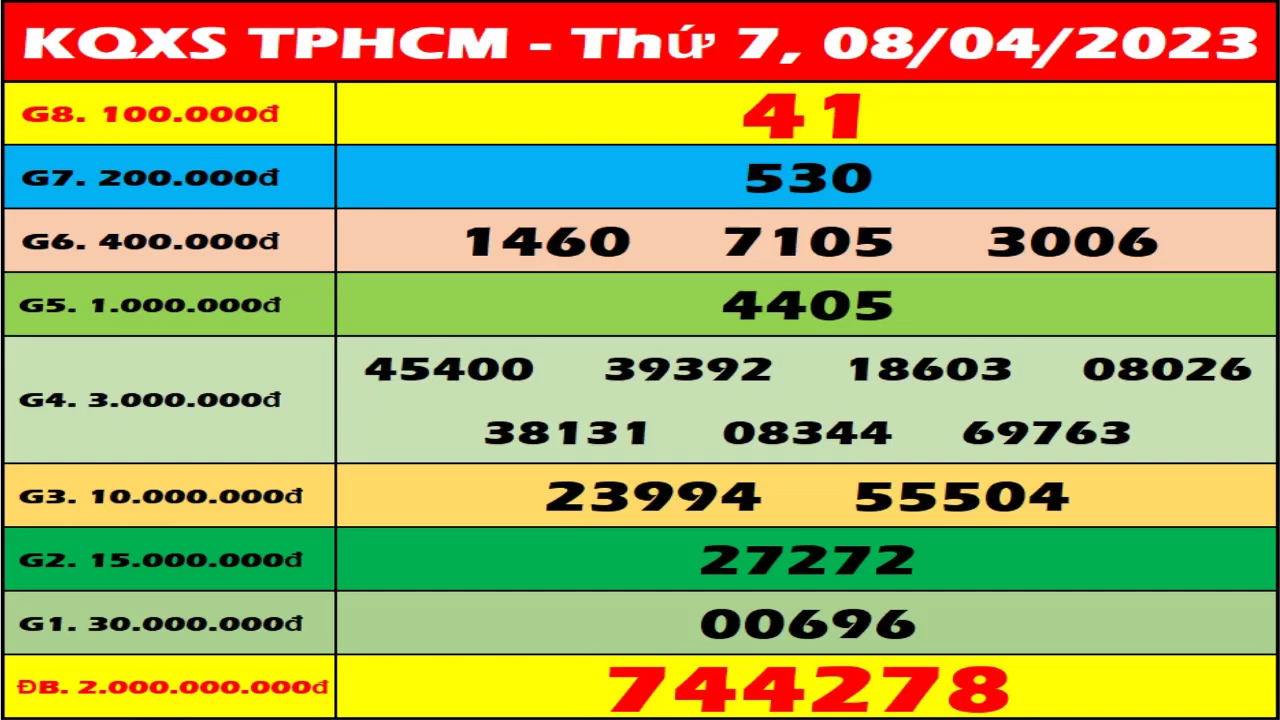 KQXS TPHCM - Thứ 7, 08/04/2023
G8. 100.000đ 41
G7. 200.000đ 530
G6. 400.000đ 1460 7105 3006
G5. 1.000.000đ 4405
G4. 3.000.000đ
45400 39392 18603 08026
38131 08344 69763
G3. 10.000.000đ 23994 55504
G2. 15.000.000đ 27272
G1. 30.000.000đ 00696
ĐB. 2.000.000.000đ 744278